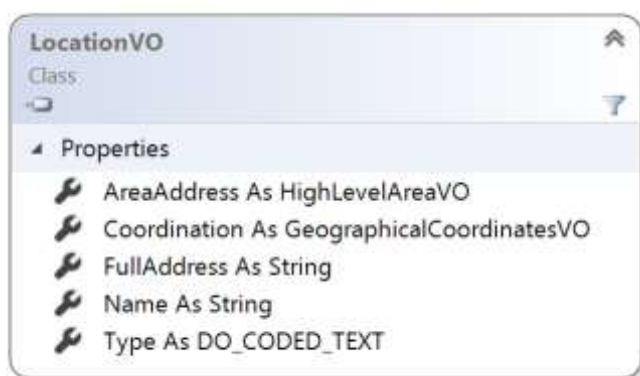 LocationVO
Class
Properties
AreaAddress As HighLevelAreaVO
Coordination As GeographicalCoordinatesVO
FullAddress As String
Name As String
Type As DO_CODED_TEXT